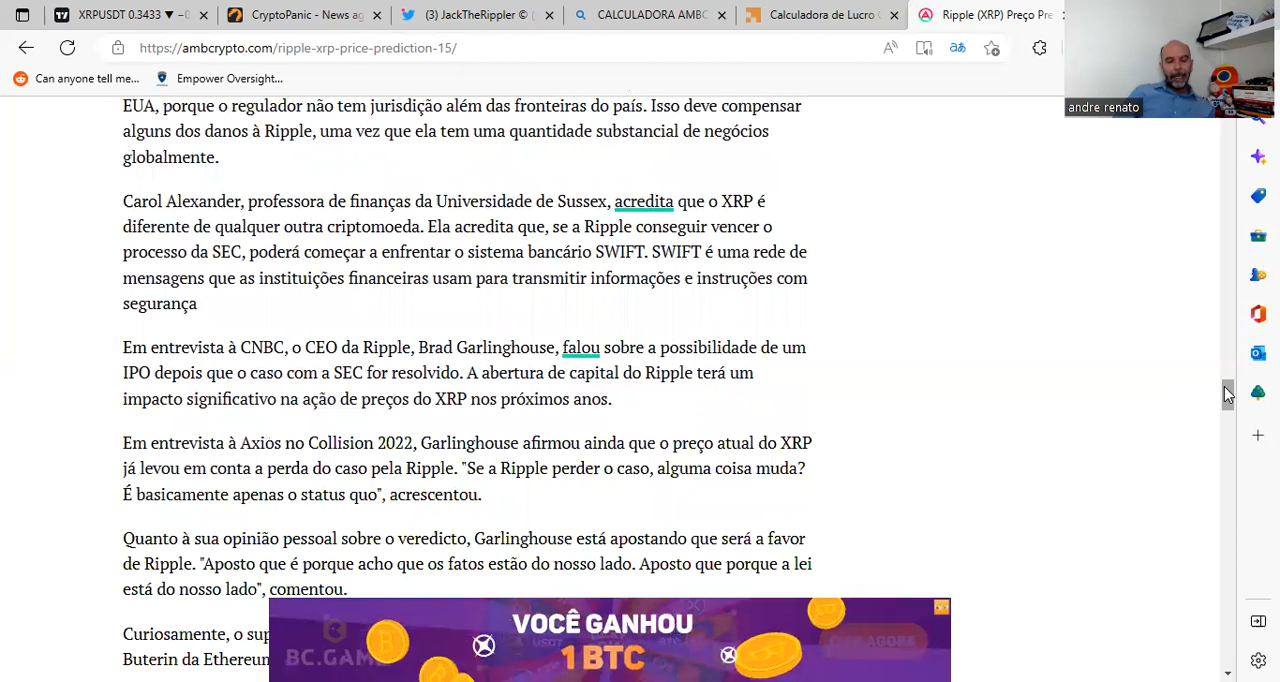 XRPUSDT 0.3433 ▼ −0
CryptoPanic - News ag
(3) JackTheRippler ©
CALCULADORA AMBC
Calculadora de Lucro
Ripple (XRP) Preço Pre
https://ambcrypto.com/ripple-xrp-price-prediction-15/
Can anyone tell me...
Empower Oversight...
andre renato
EUA, porque o regulador não tem jurisdição além das fronteiras do país. Isso deve compensar
alguns dos danos à Ripple, uma vez que ela tem uma quantidade substancial de negócios
globalmente.
Carol Alexander, professora de finanças da Universidade de Sussex, acredita que o XRP é
diferente de qualquer outra criptomoeda. Ela acredita que, se a Ripple conseguir vencer o
processo da SEC, poderá começar a enfrentar o sistema bancário SWIFT. SWIFT é uma rede de
mensagens que as instituições financeiras usam para transmitir informações e instruções com
segurança
Em entrevista à CNBC, o CEO da Ripple, Brad Garlinghouse, falou sobre a possibilidade de um
IPO depois que o caso com a SEC for resolvido. A abertura de capital do Ripple terá um
impacto significativo na ação de preços do XRP nos próximos anos.
Em entrevista à Axios no Collision 2022, Garlinghouse afirmou ainda que o preço atual do XRP
já levou em conta a perda do caso pela Ripple. "Se a Ripple perder o caso, alguma coisa muda?
É basicamente apenas o status quo", acrescentou.
Quanto à sua opinião pessoal sobre o veredicto, Garlinghouse está apostando que será a favor
de Ripple. "Aposto que é porque acho que os fatos estão do nosso lado. Aposto que porque a lei
está do nosso lado", comentou.
Curiosamente, o sup
Buterin da Ethereum
VOCÊ GANHOU
1 BTC
BC.GAME